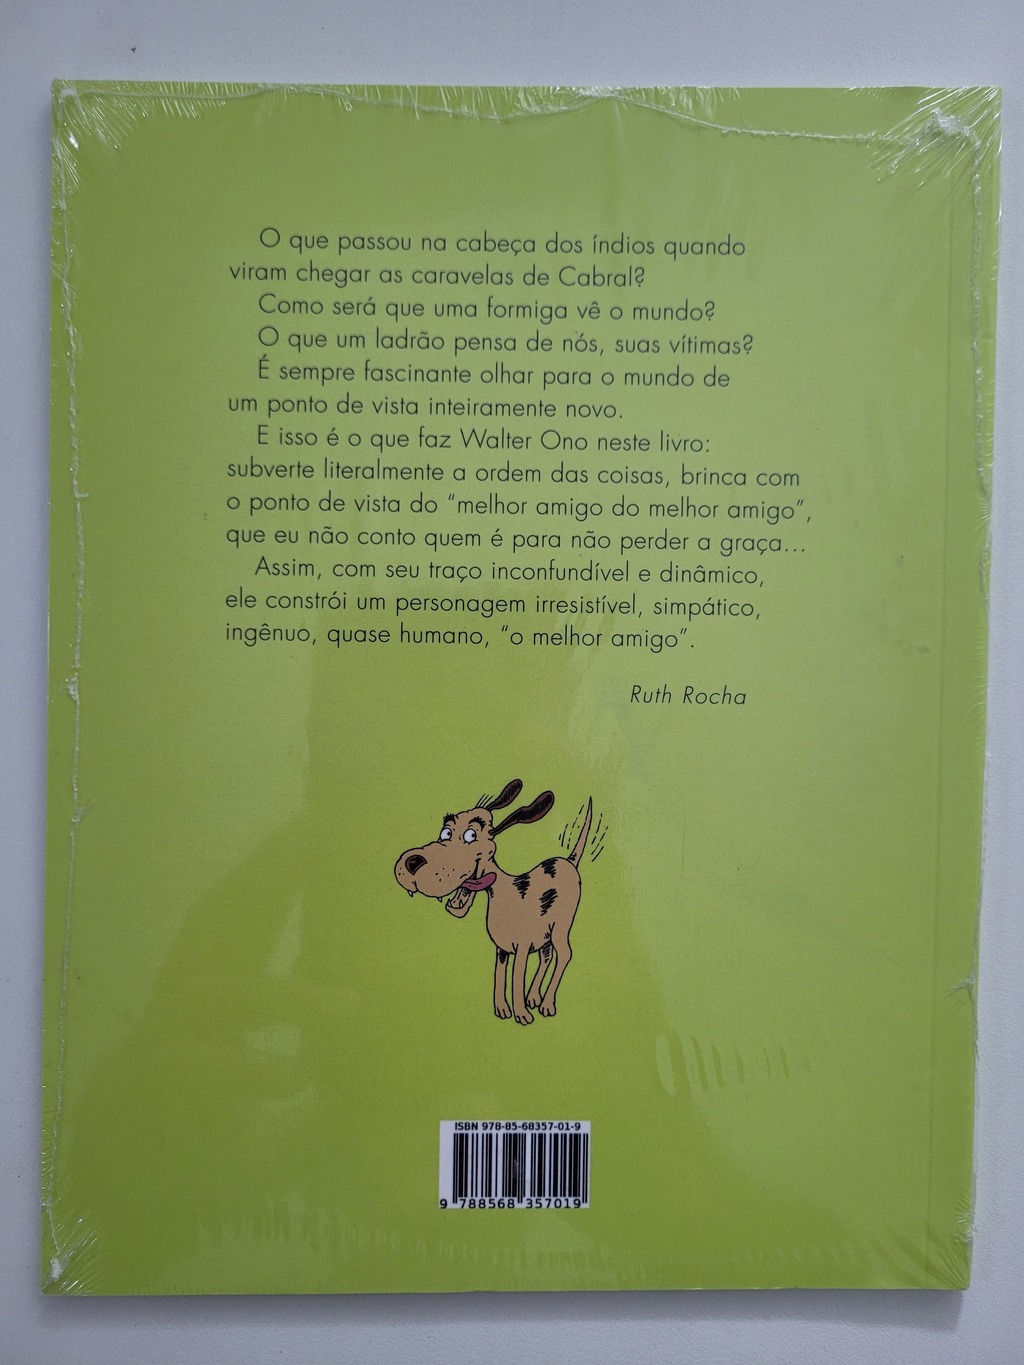 O que passou na cabeça dos índios quando
viram chegar as caravelas de Cabral?
Como será que uma formiga vê o mundo?
O que um ladrão pensa de nós, suas vítimas?
É sempre fascinante olhar para o mundo de
um ponto de vista inteiramente novo.
E isso é o que faz Walter Ono neste livro:
subverte literalmente a ordem das coisas, brinca com
o ponto de vista do “melhor amigo do melhor amigo”,
que eu não conto quem é para não perder a graça...
Assim, com seu traço inconfundível e dinâmico,
ele constrói um personagem irresistível, simpático,
ingênuo, quase humano, “o melhor amigo”.
Ruth Rocha
ISBN 978-85-68357-01-9
9 788568 357019